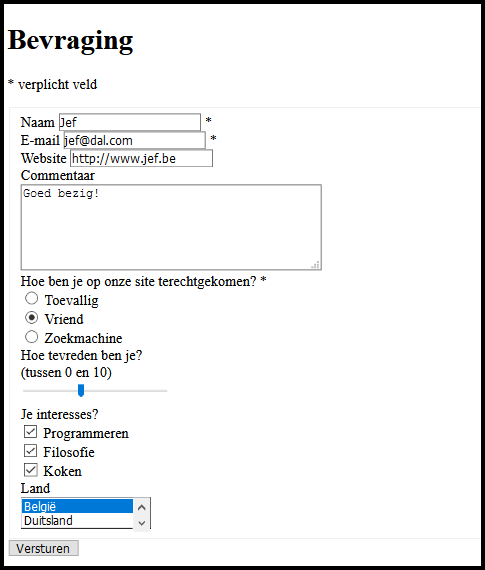 Bevraging
* verplicht veld
Naam Jef *
E-mail jef@dal.com *
Website http://www.jef.be
Commentaar
Goed bezig!
Hoe ben je op onze site terechtgekomen? *
Toevallig
Vriend
Zoekmachine
Hoe tevreden ben je?
(tussen 0 en 10)
Je interesses?
Programmeren
Filosofie
Koken
Land
België
Duitsland
Versturen